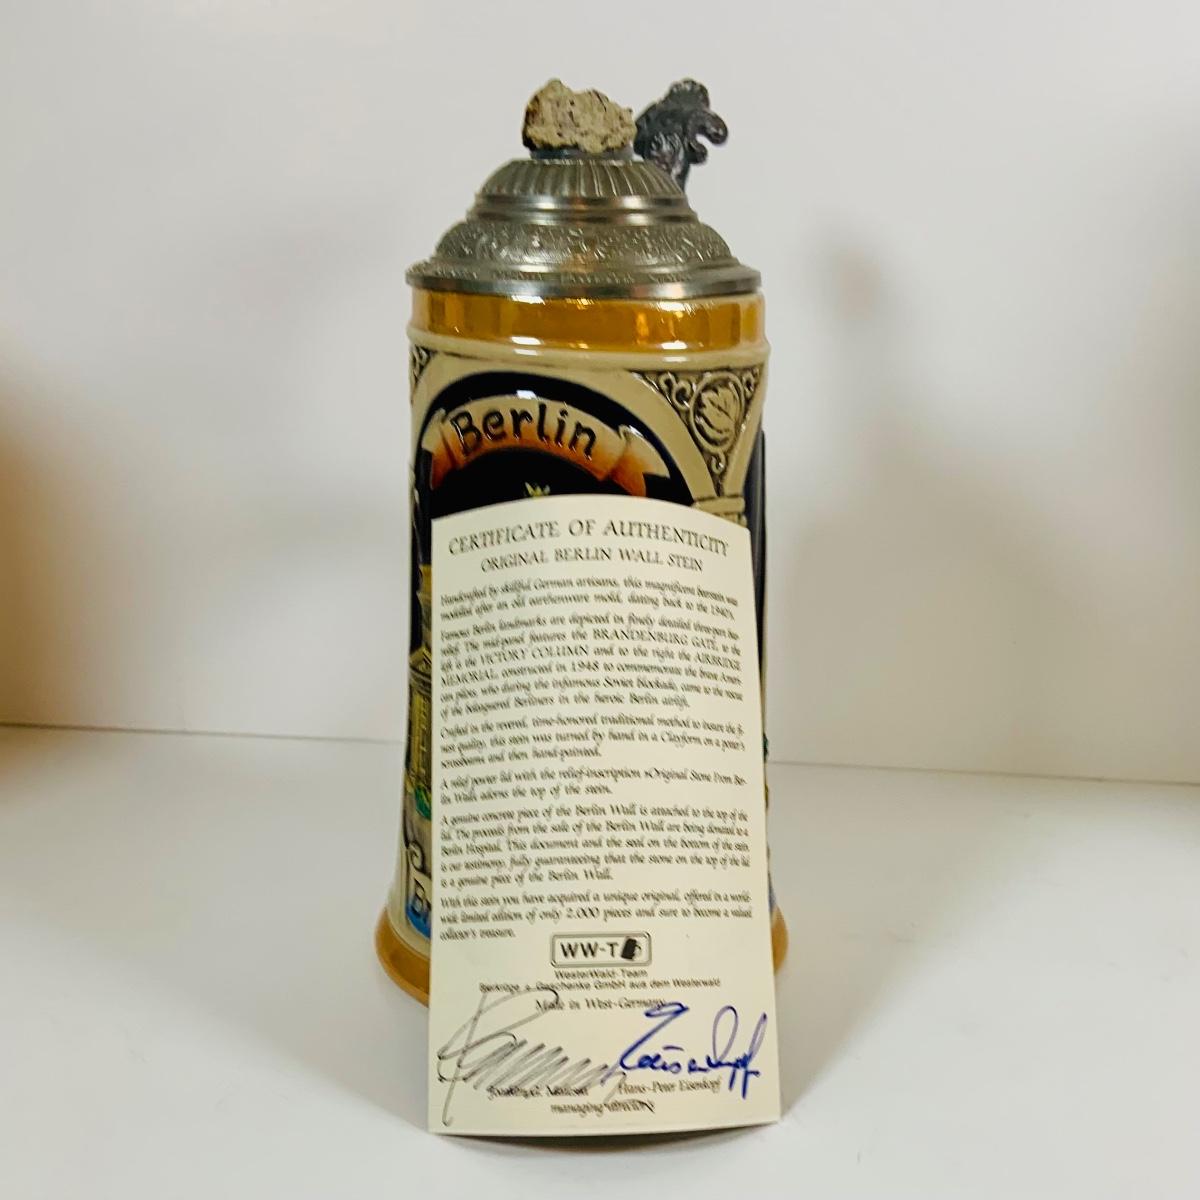 Berlin
CERTIFICATE OF AUTHENTICITY
ORIGINAL BERLIN WALL STEIN
Handcrafted by skillful German artisans, this magnificent beerstein was
modelled after an old earthenware mold, dating back to the 1940's.
Famous Berlin landmarks are depicted in finely detailed three-part bas-
relief. The mid-panel features the BRANDENBURG GATE, to the
left is the VICTORY COLUMN and to the right the AIRBRIDGE
MEMORIAL, constructed in 1948 to commemorate the brave Ameri-
can pilots, who during the infamous Soviet blockade, came to the rescue
of the beleaguered Berliners in the heroic Berlin airlift.
Crafted in the revered, time-honored traditional method to insure the fi-
nest quality, this stein was turned by hand in a Clayform on a potter's
and then hand-painted.
A relief pewter lid with the relief-inscription »Original Stone From Ber-
lin Wall« adorns the top of the stein.
A genuine concrete piece of the Berlin Wall is attached to the top of the
lid. The proceeds from the sale of the Berlin Wall are being donated to a
Berlin Hospital. This document and the seal on the bottom of the stein
is our testimony, fully guaranteeing that the stone on the top of the lid
is a genuine piece of the Berlin Wall.
With this stein you have acquired a unique original, offered in a world-
wide limited edition of only 2.000 pieces and sure to become a valued
collector's treasure.
WW-T
WesterWald-Team
Bierkrüge + Geschenke GmbH aus dem Westerwald
Made in West-Germany
Hans-Peter Eisenkopf
managing directors